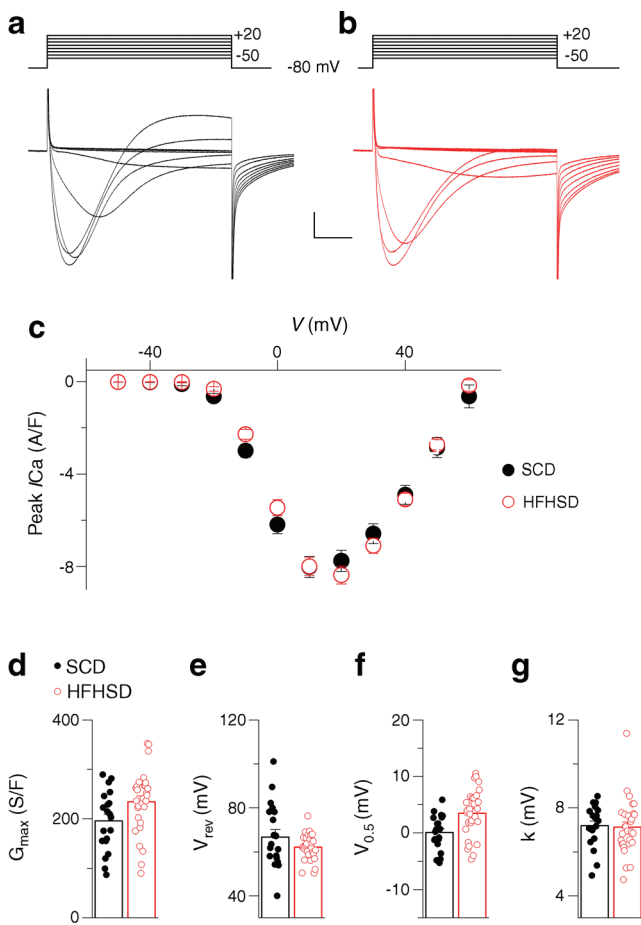 a
b
+20
-50
-80 mV
+20
-50
c
V (mV)
-40
0
40
0
-4
-8
Peak ICa (A/F)
SCD
HFHSD
d
SCD
HFHSD
e
f
g
400
200
0
Gmax (S/F)
120
80
40
Vrev (mV)
20
10
0
-10
V0.5 (mV)
12
8
4
k (mV)